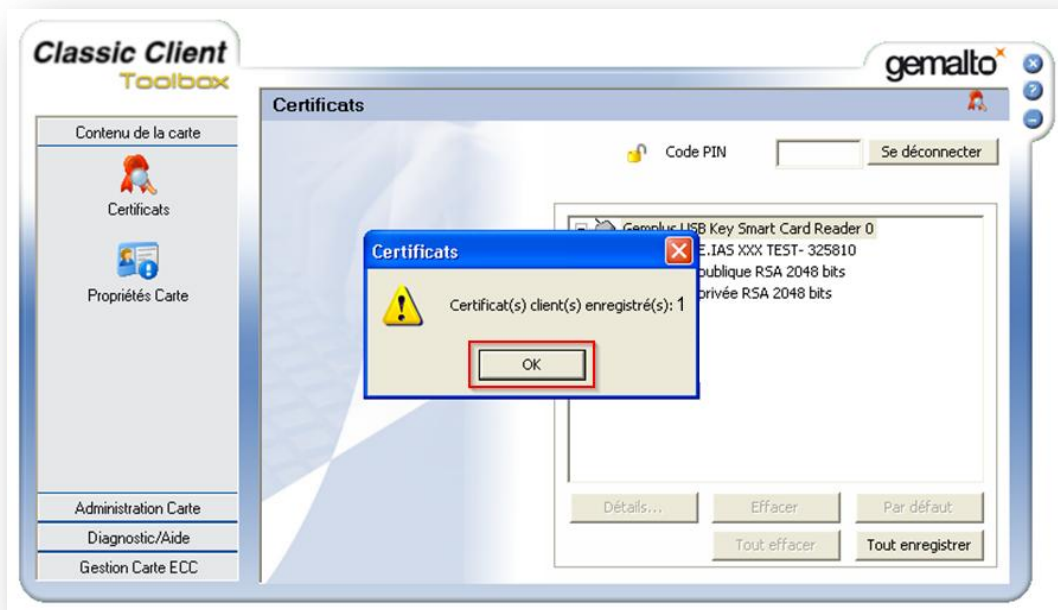 Classic Client
Toolbox
gemalto
Certificats
Contenu de la carte
Certificats
Propriétés Carte
Administration Carte
Diagnostic/Aide
Gestion Carte ECC
Code PIN
Se déconnecter
Gemplus USB Key Smart Card Reader 0
E.IAS XXX TEST- 325810
publique RSA 2048 bits
privée RSA 2048 bits
Certificats
Certificat(s) client(s) enregistré(s): 1
OK
Détails...
Effacer
Par défaut
Tout effacer
Tout enregistrer